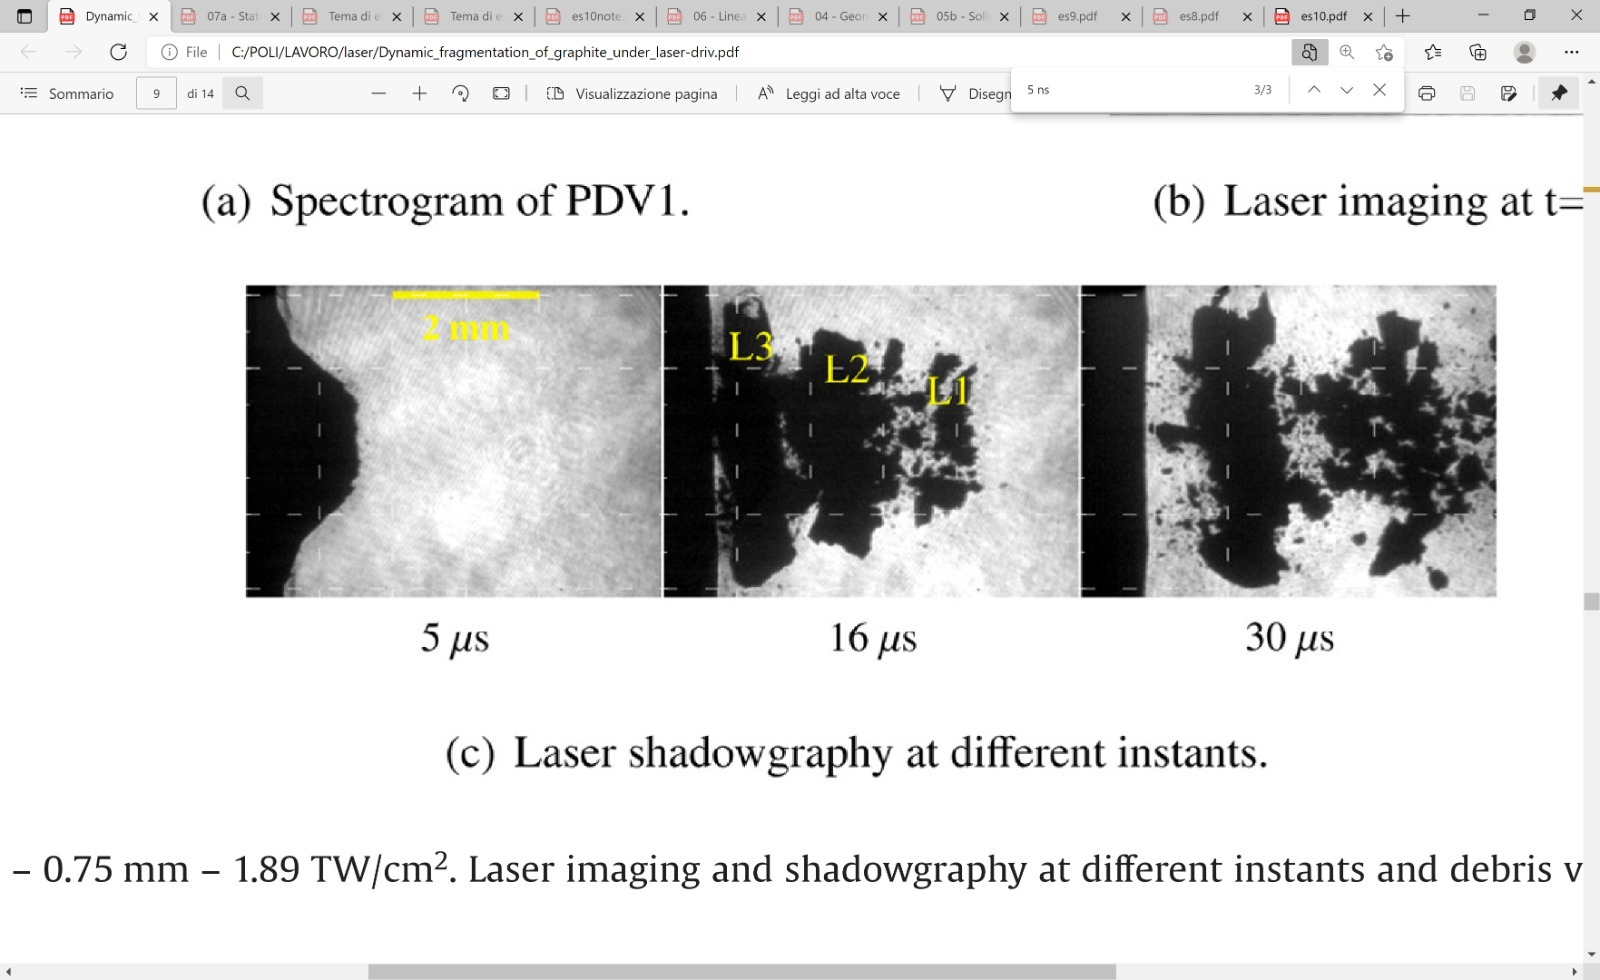 Dynamic_
07a - Stat
Tema di e
Tema di e
es10note.
06 - Linea
04 - Geon
05b - Soll
es9.pdf
es8.pdf
es10.pdf
File
C:/POLI/LAVORO/laser/Dynamic_fragmentation_of_graphite_under_laser-driv.pdf
Sommario
9
di 14
Visualizzazione pagina
Leggi ad alta voce
Disegn
5 ns
3/3
(a) Spectrogram of PDV1.
(b) Laser imaging at t=
2 mm
L3
L2
L1
5 μs
16 μs
30 μs
(c) Laser shadowgraphy at different instants.
– 0.75 mm – 1.89 TW/cm². Laser imaging and shadowgraphy at different instants and debris v